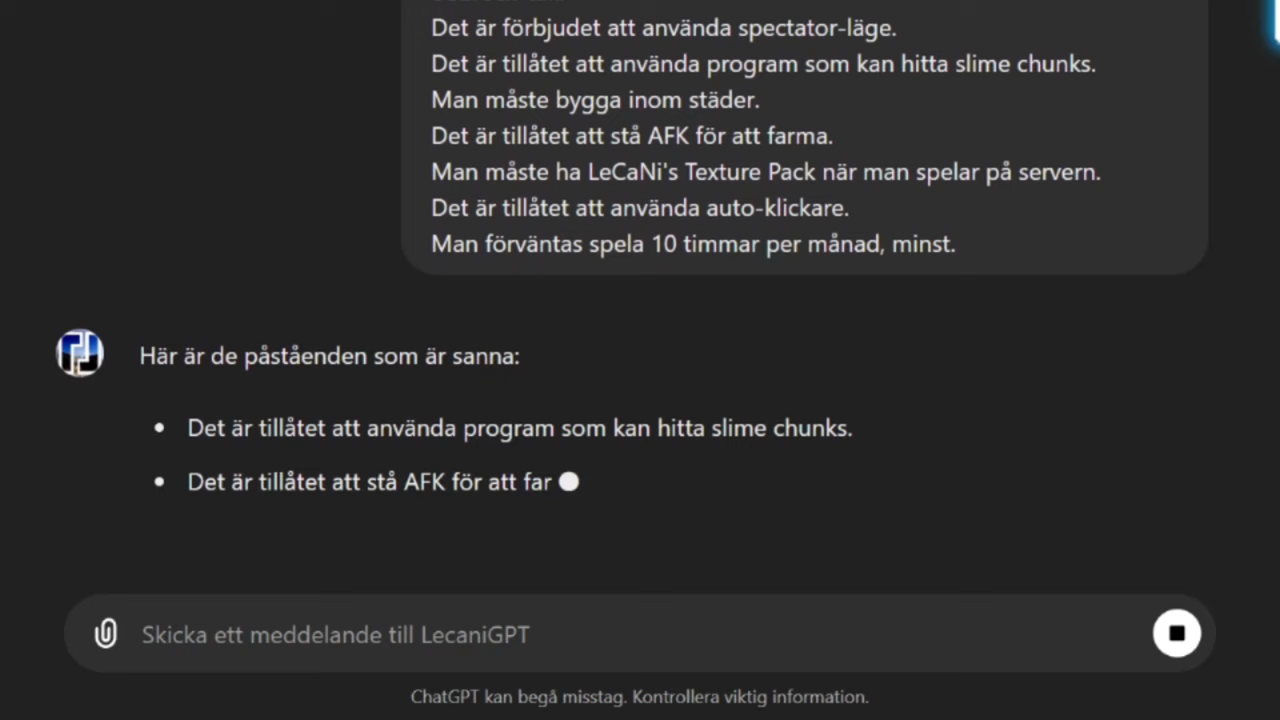 Det är förbjudet att använda spectator-läge.
Det är tillåtet att använda program som kan hitta slime chunks.
Man måste bygga inom städer.
Det är tillåtet att stå AFK för att farma.
Man måste ha LeCaNi's Texture Pack när man spelar på servern.
Det är tillåtet att använda auto-klickare.
Man förväntas spela 10 timmar per månad, minst.
Här är de påståenden som är sanna:
• Det är tillåtet att använda program som kan hitta slime chunks.
• Det är tillåtet att stå AFK för att far
Skicka ett meddelande till LecaniGPT
ChatGPT kan begå misstag. Kontrollera viktig information.